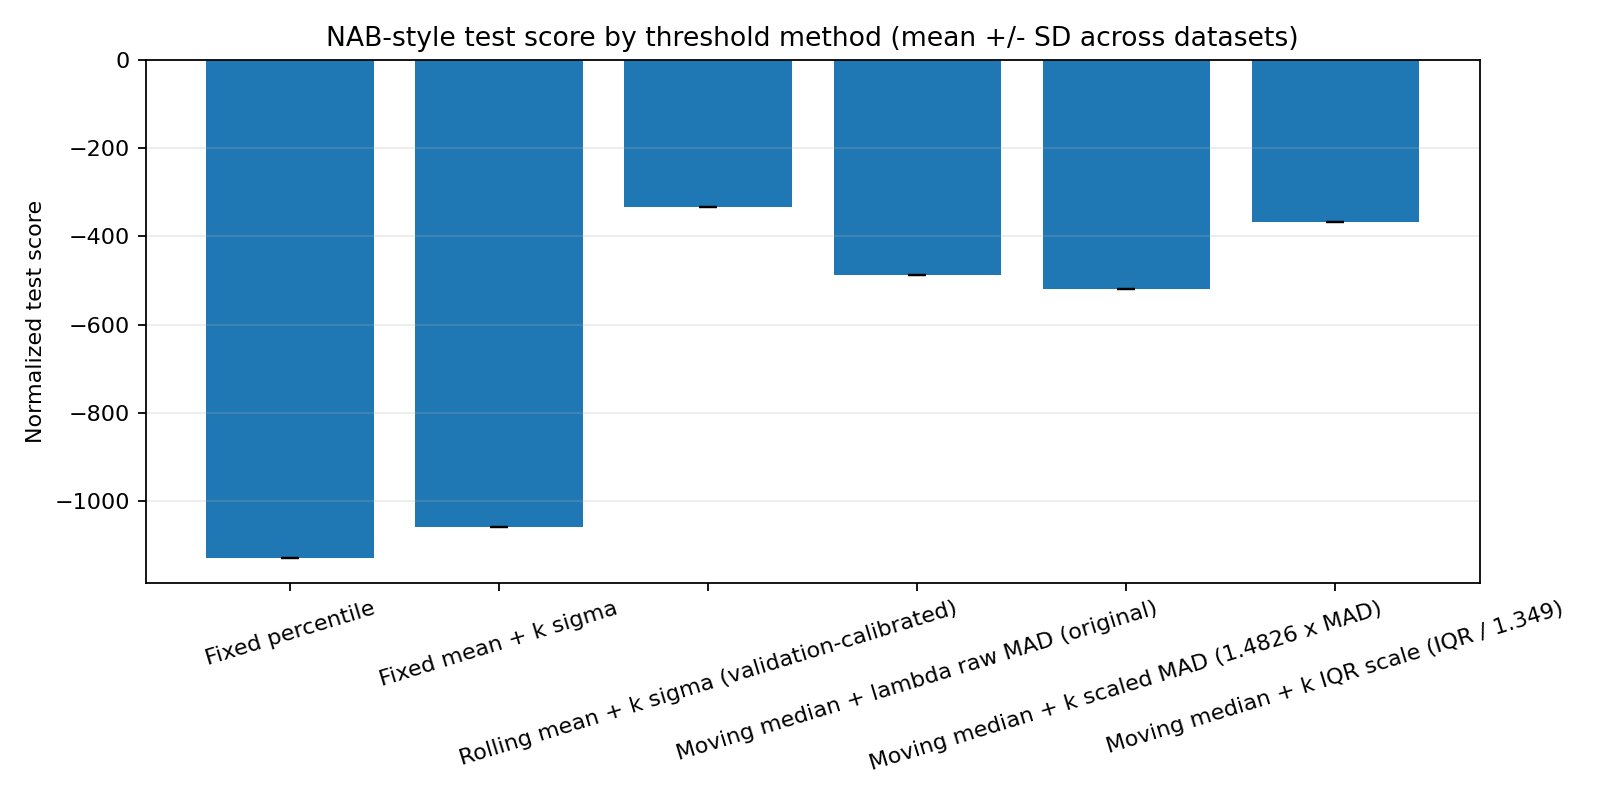 NAB-style test score by threshold method (mean +/- SD across datasets)
Normalized test score
0
−200
−400
−600
−800
−1000
Fixed percentile
Fixed mean + k sigma
Rolling mean + k sigma (validation-calibrated)
Moving median + lambda raw MAD (original)
Moving median + k scaled MAD (1.4826 x MAD)
Moving median + k IQR scale (IQR / 1.349)